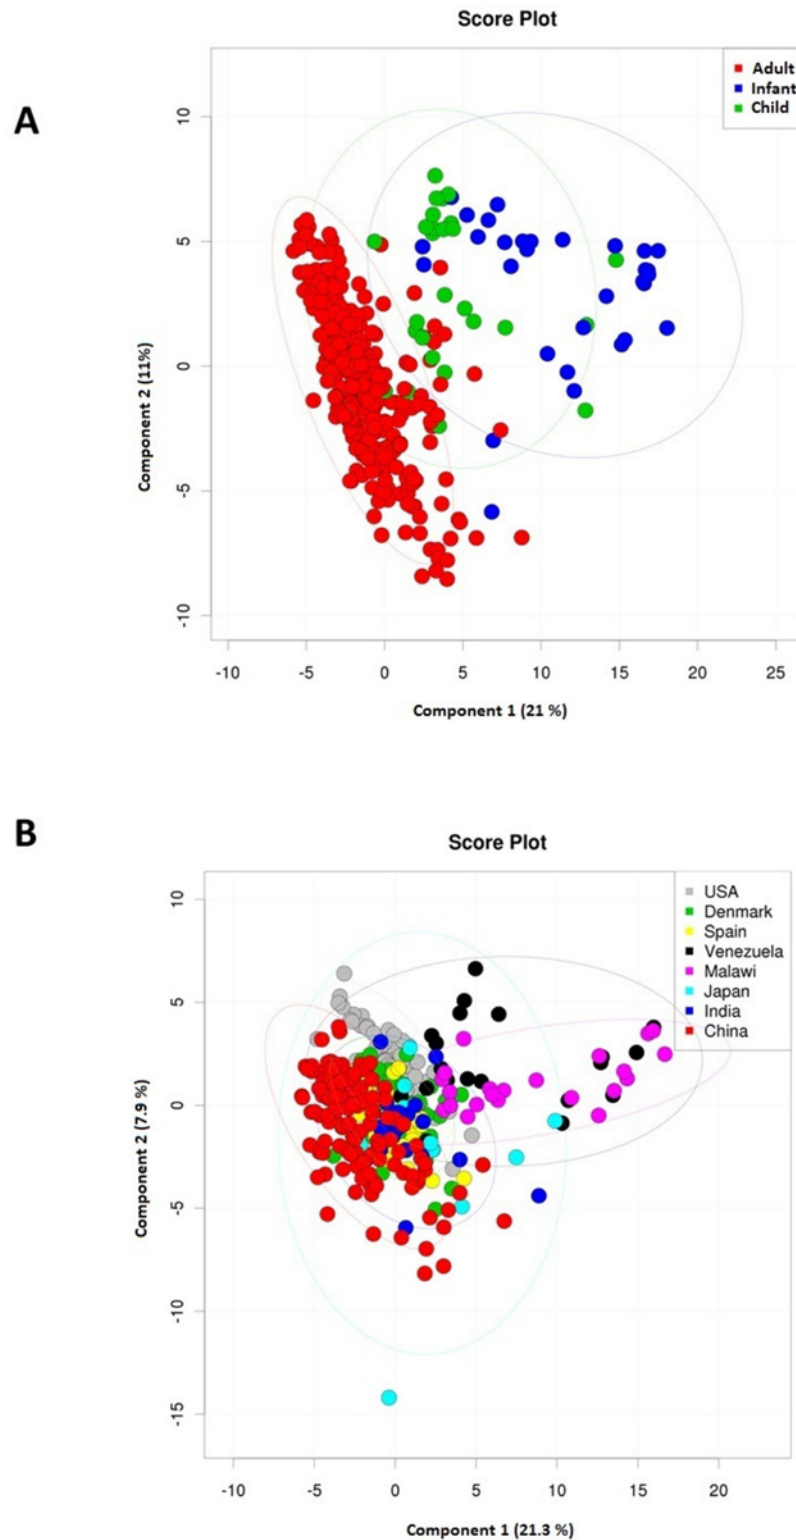 Score Plot
A
Adult
Infant
Child
10
5
0
-5
-10
Component 2 (11%)
-10 -5 0 5 10 15 20 25
Component 1 (21 %)
B
Score Plot
USA
Denmark
Spain
Venezuela
Malawi
Japan
India
China
10
5
0
-5
-10
-15
Component 2 (7.9 %)
-10 -5 0 5 10 15 20
Component 1 (21.3 %)